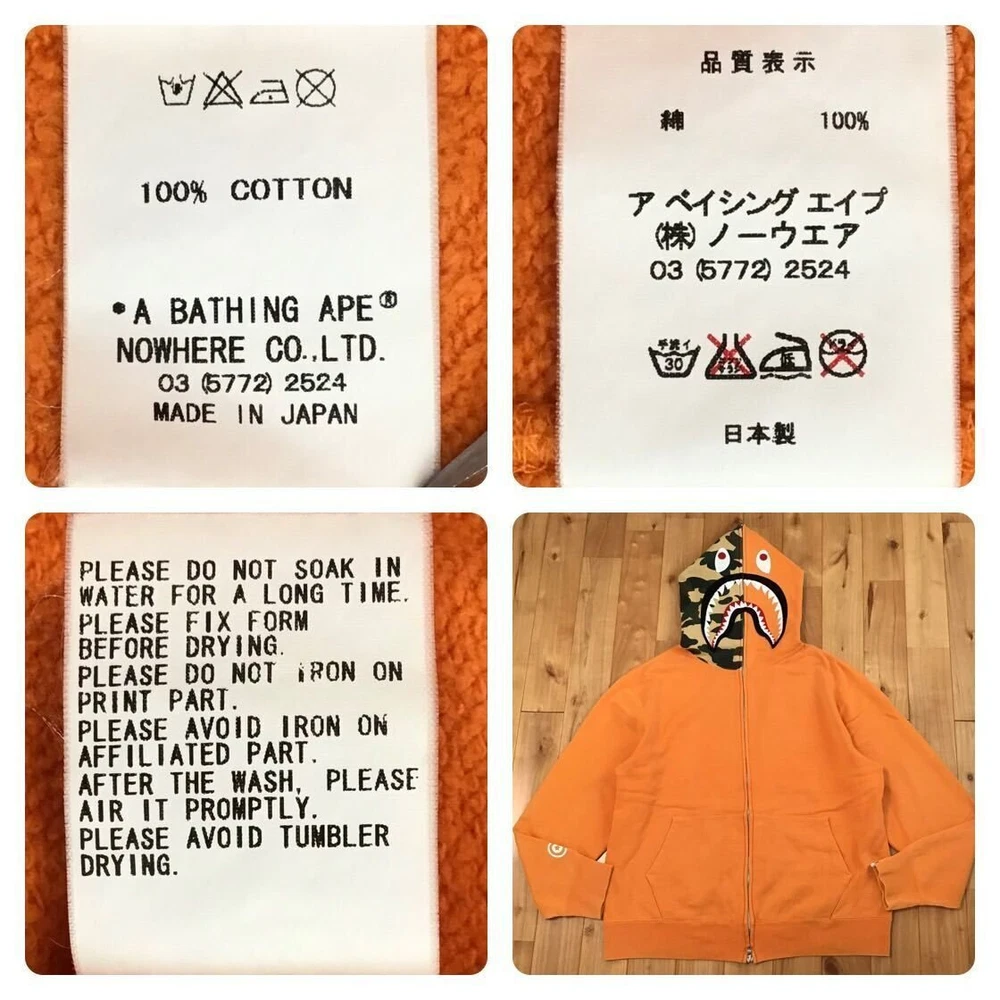 100% COTTON
*A BATHING APE®
NOWHERE CO.,LTD.
03 (5772) 2524
MADE IN JAPAN
品質表示
綿 100%
ア ベイシング エイプ
(株) ノーウエア
03 (5772) 2524
手洗イ
30
低
日本製
PLEASE DO NOT SOAK IN
WATER FOR A LONG TIME.
PLEASE FIX FORM
BEFORE DRYING.
PLEASE DO NOT IRON ON
PRINT PART.
PLEASE AVOID IRON ON
AFFILIATED PART.
AFTER THE WASH, PLEASE
AIR IT PROMPTLY.
PLEASE AVOID TUMBLER
DRYING.